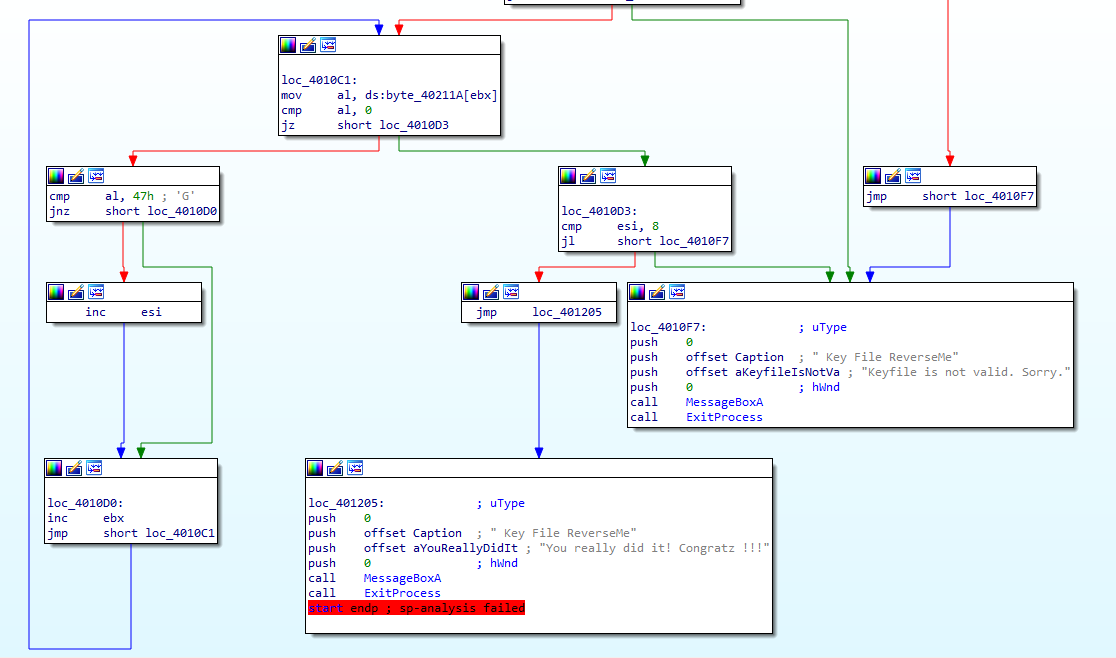 loc_4010C1:
mov al, ds:byte_40211A[ebx]
cmp al, 0
jz short loc_4010D3
cmp al, 47h ; 'G'
jnz short loc_4010D0
loc_4010D3:
cmp esi, 8
jl short loc_4010F7
jmp short loc_4010F7
inc esi
jmp loc_401205
loc_4010F7: ; uType
push 0
push offset Caption ; " Key File ReverseMe"
push offset aKeyfileIsNotVa ; "Keyfile is not valid. Sorry."
push 0 ; hWnd
call MessageBoxA
call ExitProcess
loc_4010D0:
inc ebx
jmp short loc_4010C1
loc_401205: ; uType
push 0
push offset Caption ; " Key File ReverseMe"
push offset aYouReallyDidIt ; "You really did it! Congratz !!!"
push 0 ; hWnd
call MessageBoxA
call ExitProcess
start endp ; sp-analysis failed